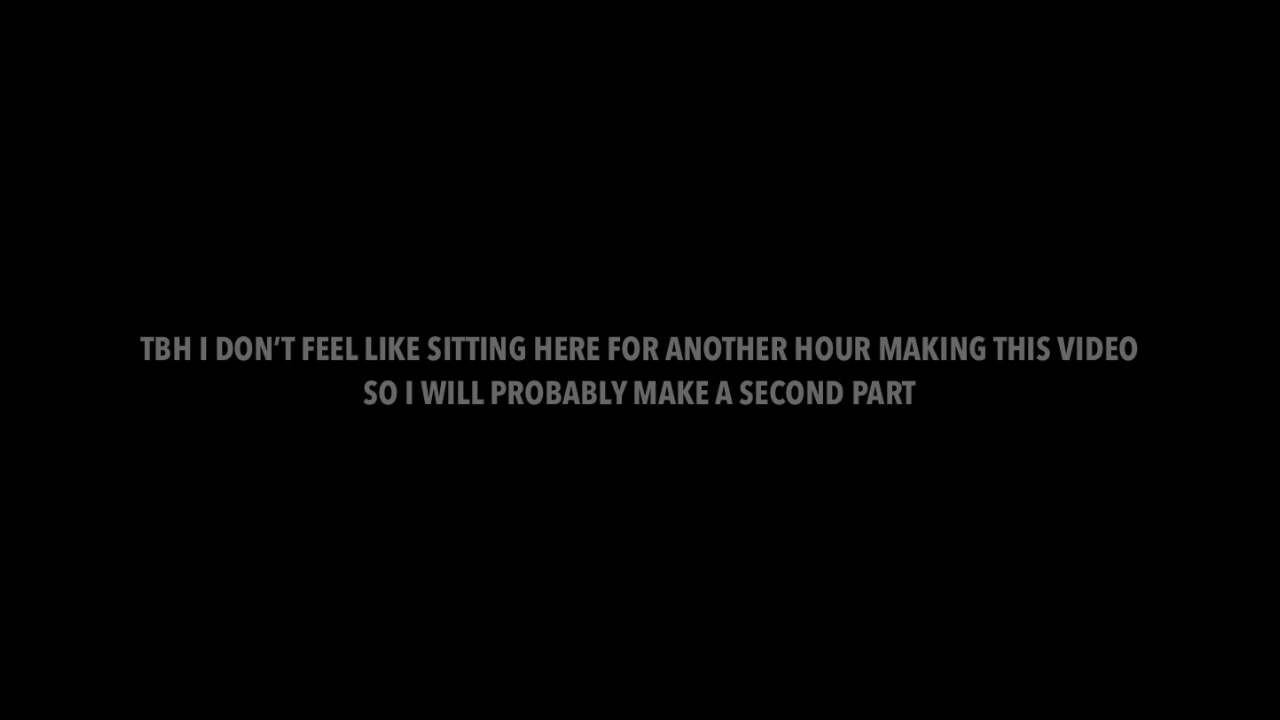 TBH I DON’T FEEL LIKE SITTING HERE FOR ANOTHER HOUR MAKING THIS VIDEO
SO I WILL PROBABLY MAKE A SECOND PART